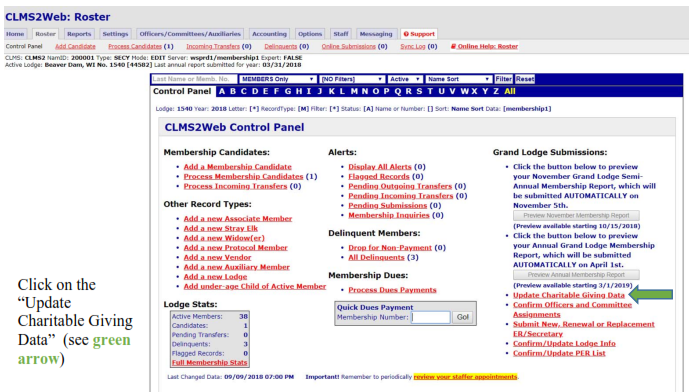 CLMS2Web: Roster
Home Roster Reports Settings Officers/Committees/Auxiliaries Accounting Options Staff Messaging Support
Control Panel Add Candidate Process Candidates (1) Incoming Transfers (0) Delinquents (0) Online Submissions (0) Sync Log (0) Online Help: Roster
CLMS: CLMS2 NamID: 200001 Type: SECY Mode: EDIT Server: wsprd1/membership1 Expert: FALSE
Active Lodge: Beaver Dam, WI No. 1540 [44582] Last annual report submitted for year: 03/31/2018
Last Name or Memb. No. MEMBERS Only [NO Filters] Active Name Sort Filter Reset
Control Panel A B C D E F G H I J K L M N O P Q R S T U V W X Y Z All
Lodge: 1540 Year: 2018 Letter: [*] RecordType: [M] Filter: [*] Status: [A] Name or Number: [] Sort: Name Sort Data: [membership1]
CLMS2Web Control Panel
Membership Candidates:
• Add a Membership Candidate
• Process Membership Candidates (1)
• Process Incoming Transfers (0)
Other Record Types:
• Add a new Associate Member
• Add a new Stray Elk
• Add a new Widow(er)
• Add a new Protocol Member
• Add a new Vendor
• Add a new Auxiliary Member
• Add a new Lodge
• Add under-age Child of Active Member
Lodge Stats:
Active Members: 38
Candidates: 1
Pending Transfers: 0
Delinquents: 3
Flagged Records: 0
Full Membership Stats
Alerts:
• Display All Alerts (0)
• Flagged Records (0)
• Pending Outgoing Transfers (0)
• Pending Incoming Transfers (0)
• Pending Submissions (0)
• Membership Inquiries (0)
Delinquent Members:
• Drop for Non-Payment (0)
• All Delinquents (3)
Membership Dues:
• Process Dues Payments
Quick Dues Payment
Membership Number: Go!
Grand Lodge Submissions:
• Click the button below to preview
your November Grand Lodge Semi-
Annual Membership Report, which will
be submitted AUTOMATICALLY on
November 5th.
Preview November Membership Report
(Preview available starting 10/15/2018)
• Click the button below to preview
your Annual Grand Lodge Membership
Report, which will be submitted
AUTOMATICALLY on April 1st.
Preview Annual Membership Report
(Preview available starting 3/1/2019)
• Update Charitable Giving Data
• Confirm Officers and Committee
Assignments
• Submit New, Renewal or Replacement
ER/Secretary
• Confirm/Update Lodge Info
• Confirm/Update PER List
Last Changed Date: 09/09/2018 07:00 PM Important! Remember to periodically review your staffer appointments.
Click on the
“Update
Charitable Giving
Data” (see green
arrow)